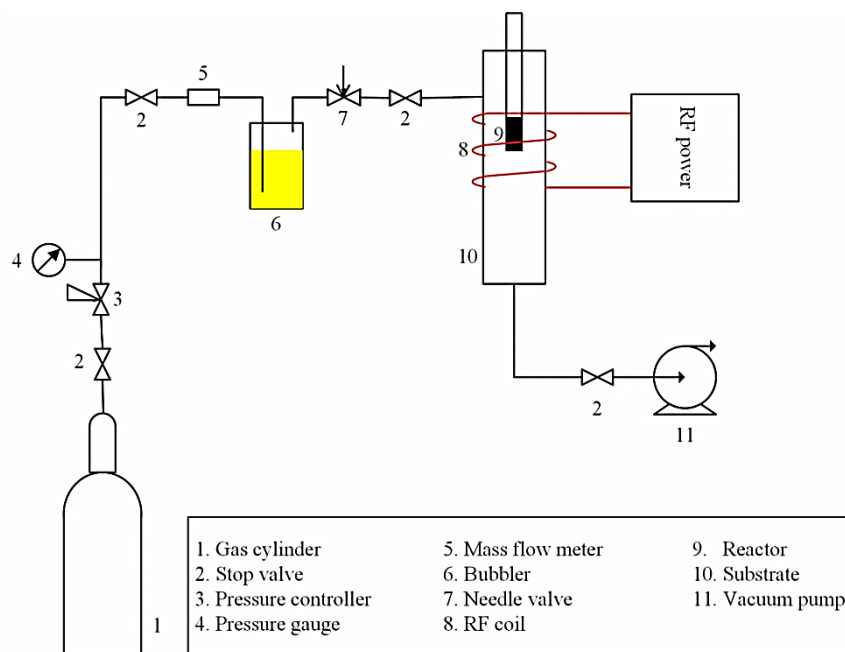 5
2
7
2
9
8
RF power
6
4
10
3
2
2
11
1
1. Gas cylinder
2. Stop valve
3. Pressure controller
4. Pressure gauge
5. Mass flow meter
6. Bubbler
7. Needle valve
8. RF coil
9. Reactor
10. Substrate
11. Vacuum pump